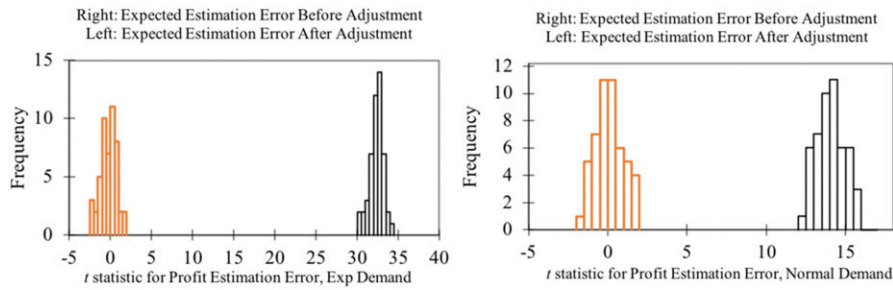 Right: Expected Estimation Error Before Adjustment
Left: Expected Estimation Error After Adjustment
15
10
5
0
Frequency
-5 0 5 10 15 20 25 30 35 40
t statistic for Profit Estimation Error, Exp Demand
Right: Expected Estimation Error Before Adjustment
Left: Expected Estimation Error After Adjustment
12
10
8
6
4
2
0
Frequency
-5 0 5 10 15
t statistic for Profit Estimation Error, Normal Demand